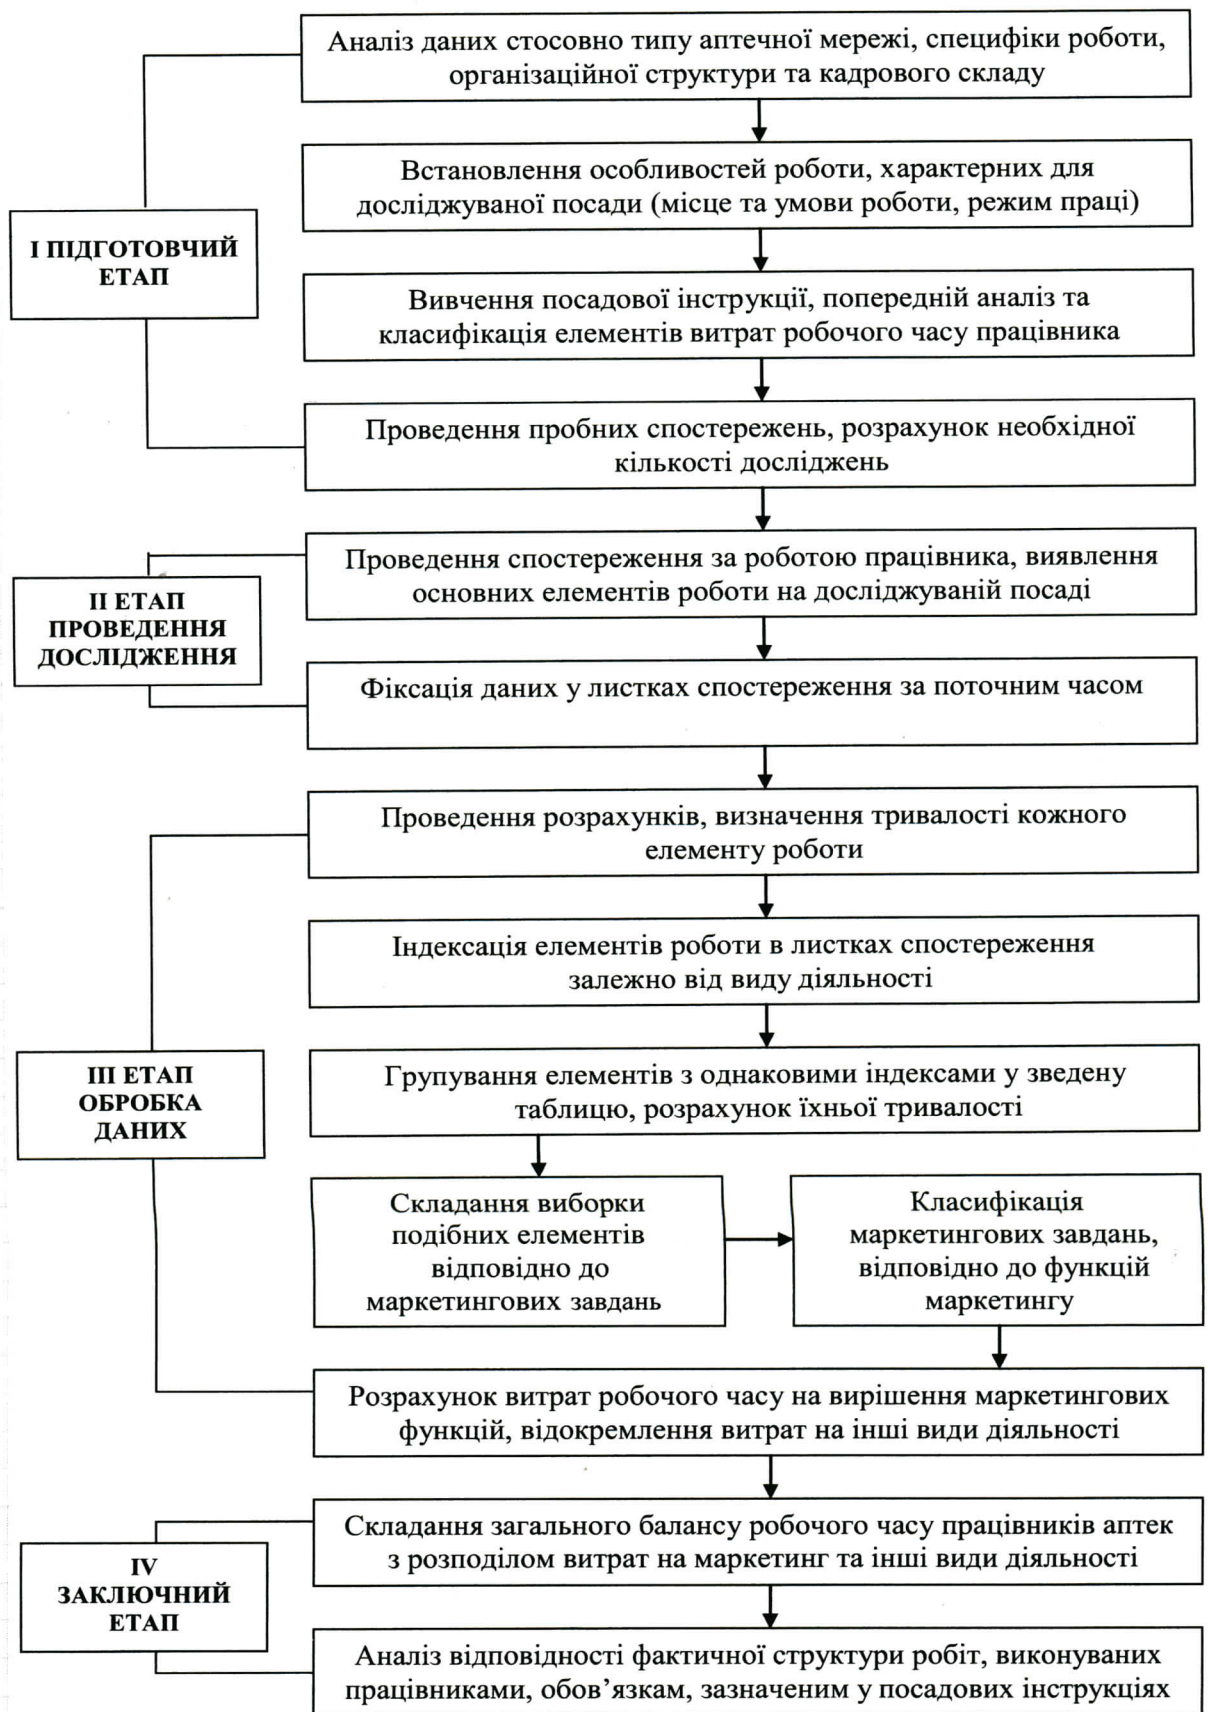 Аналіз даних стосовно типу аптечної мережі, специфіки роботи,
організаційної структури та кадрового складу
Встановлення особливостей роботи, характерних для
досліджуваної посади (місце та умови роботи, режим праці)
І ПІДГОТОВЧИЙ
ЕТАП
Вивчення посадової інструкції, попередній аналіз та
класифікація елементів витрат робочого часу працівника
Проведення пробних спостережень, розрахунок необхідної
кількості досліджень
Проведення спостереження за роботою працівника, виявлення
основних елементів роботи на досліджуваній посаді
ІІ ЕТАП
ПРОВЕДЕННЯ
ДОСЛІДЖЕННЯ
Фіксація даних у листках спостереження за поточним часом
Проведення розрахунків, визначення тривалості кожного
елементу роботи
Індексація елементів роботи в листках спостереження
залежно від виду діяльності
ІІІ ЕТАП
ОБРОБКА
ДАНИХ
Групування елементів з однаковими індексами у зведену
таблицю, розрахунок їхньої тривалості
Складання виборки
подібних елементів
відповідно до
маркетингових завдань
Класифікація
маркетингових завдань,
відповідно до функцій
маркетингу
Розрахунок витрат робочого часу на вирішення маркетингових
функцій, відокремлення витрат на інші види діяльності
Складання загального балансу робочого часу працівників аптек
з розподілом витрат на маркетинг та інші види діяльності
IV
ЗАКЛЮЧНИЙ
ЕТАП
Аналіз відповідності фактичної структури робіт, виконуваних
працівниками, обов’язкам, зазначеним у посадових інструкціях